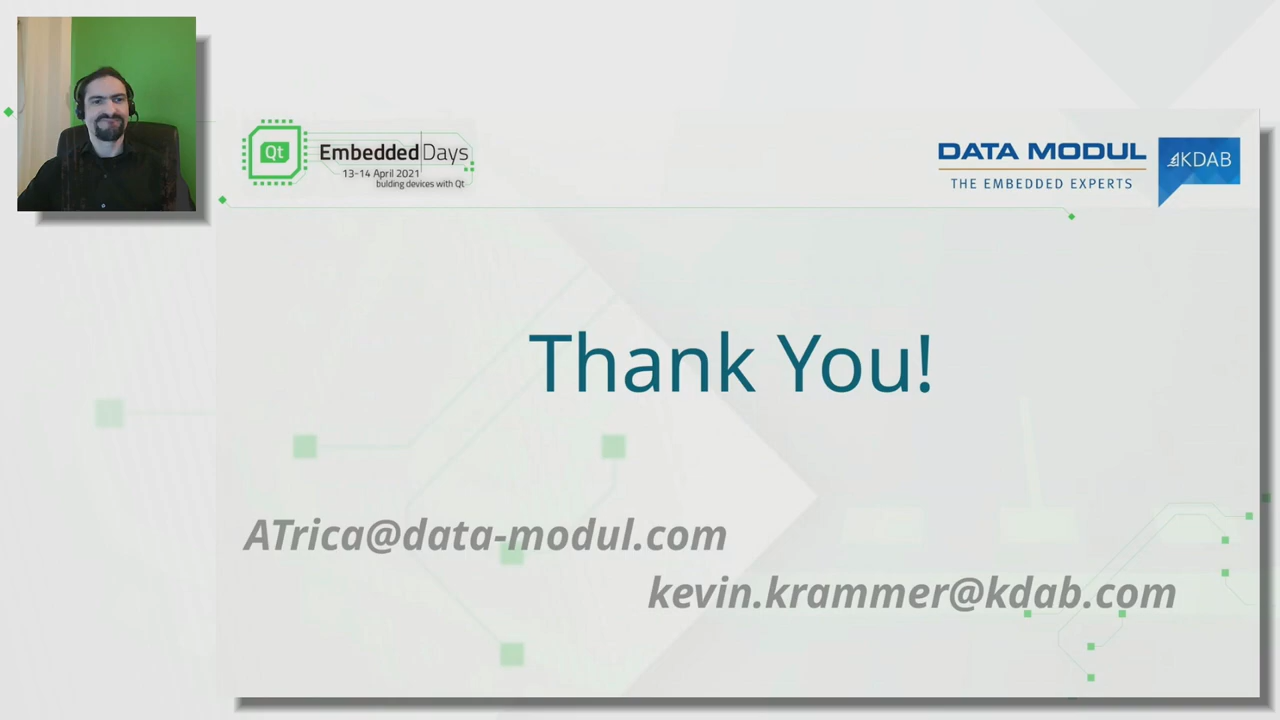 Qt
Embedded Days
13-14 April 2021
bulding devices with Qt
DATA MODUL
THE EMBEDDED EXPERTS
KDAB
Thank You!
ATrica@data-modul.com
kevin.krammer@kdab.com